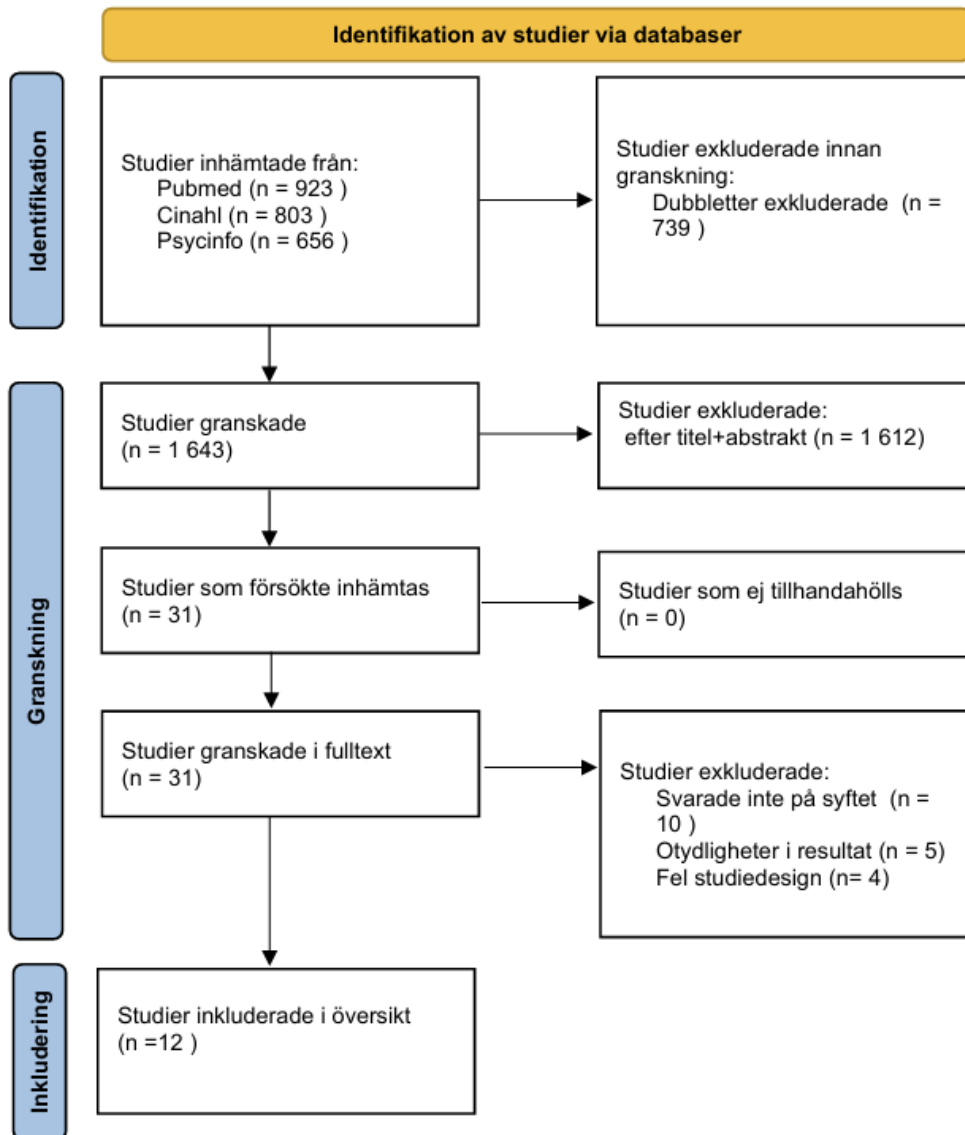 Identifikation av studier via databaser
Identifikation
Studier inhämtade från:
Pubmed (n = 923 )
Cinahl (n = 803 )
Psycinfo (n = 656 )
Studier exkluderade innan
granskning:
Dubbletter exkluderade  (n =
739 )
Granskning
Studier granskade
(n = 1 643)
Studier exkluderade:
efter titel+abstrakt (n = 1 612)
Studier som försökte inhämtas
(n = 31)
Studier som ej tillhandahölls
(n = 0)
Studier granskade i fulltext
(n = 31)
Studier exkluderade:
Svarade inte på syftet  (n =
10 )
Otydligheter i resultat (n = 5)
Fel studiedesign (n= 4)
Inkludering
Studier inkluderade i översikt
(n =12 )